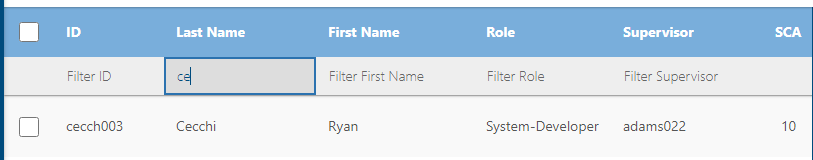 ID Last Name First Name Role Supervisor SCA
Filter ID ce Filter First Name Filter Role Filter Supervisor
cecch003 Cecchi Ryan System-Developer adams022 10